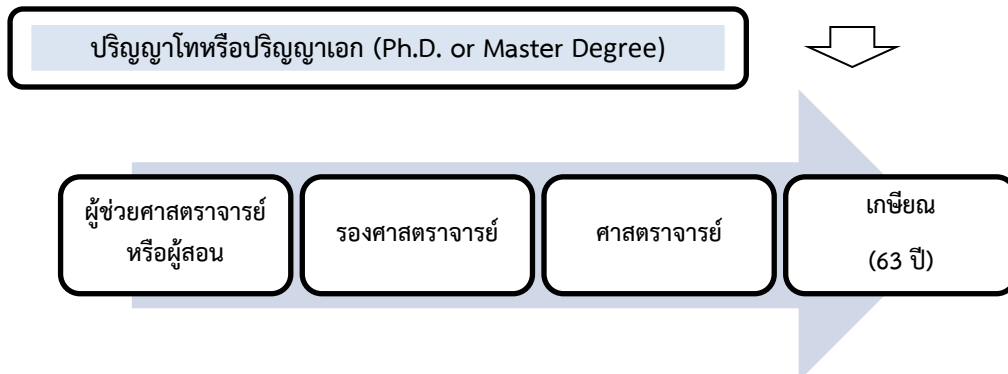 ปริญญาโทหรือปริญญาเอก (Ph.D. or Master Degree)
ผู้ช่วยศาสตราจารย์
หรือผู้สอน
รองศาสตราจารย์
ศาสตราจารย์
เกษียณ
(63 ปี)